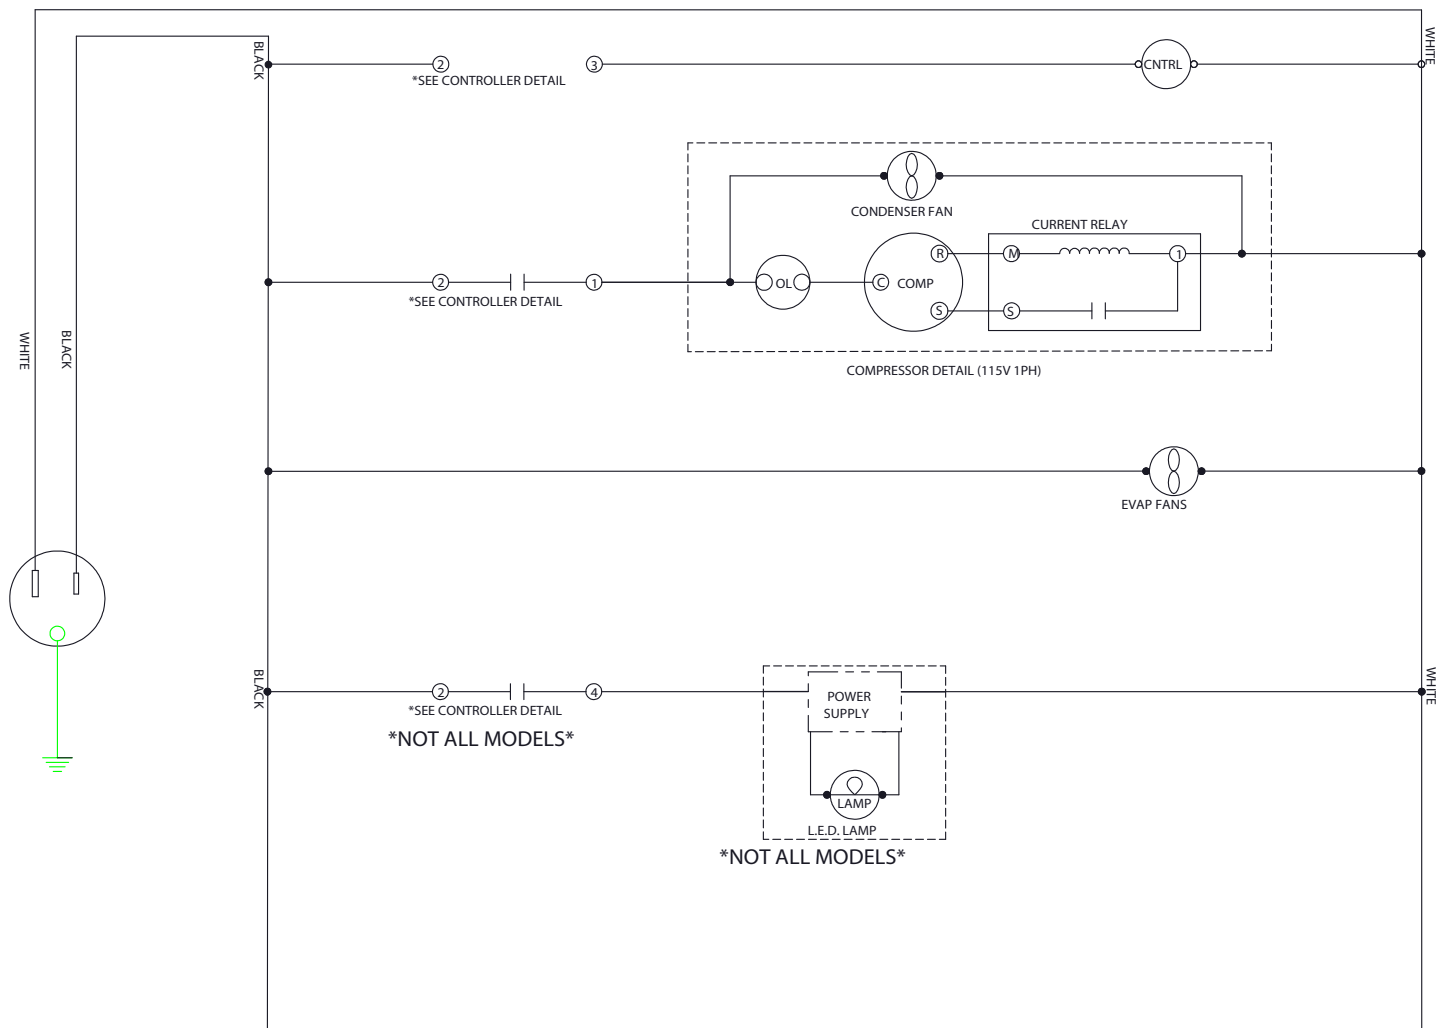 BLACK
WHITE
2
3
CNTRL
*SEE CONTROLLER DETAIL
CONDENSER FAN
CURRENT RELAY
R
M
1
2
1
OL
C
COMP
*SEE CONTROLLER DETAIL
S
S
WHITE
BLACK
COMPRESSOR DETAIL (115V 1PH)
EVAP FANS
BLACK
WHITE
2
4
POWER
SUPPLY
*SEE CONTROLLER DETAIL
*NOT ALL MODELS*
LAMP
L.E.D. LAMP
*NOT ALL MODELS*